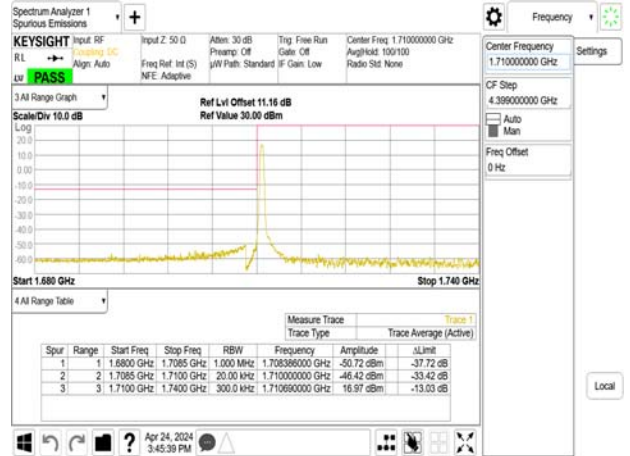 Spectrum Analyzer 1
Spurious Emissions
+
Frequency
KEYSIGHT
RL
PASS
Input: RF
Coupling: DC
Align: Auto
Input Z: 50 Ω
Freq Ref: Int (S)
NFE: Adaptive
Atten: 30 dB
Preamp: Off
µW Path: Standard
Trig: Free Run
Gate: Off
IF Gain: Low
Center Freq: 1.710000000 GHz
Avg|Hold: 100/100
Radio Std: None
Center Frequency
1.710000000 GHz
Settings
CF Step
4.399000000 GHz
Auto
Man
Freq Offset
0 Hz
Local
3 All Range Graph
Scale/Div 10.0 dB
Ref Lvl Offset 11.16 dB
Ref Value 30.00 dBm
Log
20.0
10.0
0.00
-10.0
-20.0
-30.0
-40.0
-50.0
-60.0
Start 1.680 GHz
Stop 1.740 GHz
4 All Range Table
Measure Trace Trace 1
Trace Type Trace Average (Active)
Spur Range Start Freq Stop Freq RBW Frequency Amplitude ΔLimit
1 1 1.6800 GHz 1.7085 GHz 1.000 MHz 1.708386000 GHz -50.72 dBm -37.72 dB
2 2 1.7085 GHz 1.7100 GHz 20.00 kHz 1.710000000 GHz -46.42 dBm -33.42 dB
3 3 1.7100 GHz 1.7400 GHz 300.0 kHz 1.710690000 GHz 16.97 dBm -13.03 dB
?
Apr 24, 2024
3:45:39 PM